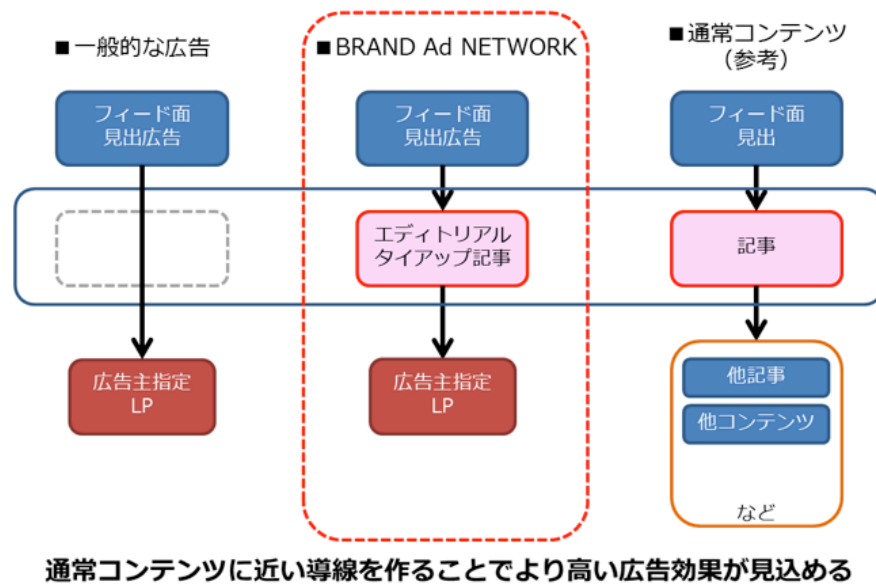 ■一般的な広告
■BRAND Ad NETWORK
■通常コンテンツ
（参考）
フィード面
見出広告
フィード面
見出広告
フィード面
見出
エディトリアル
タイアップ記事
記事
広告主指定
LP
広告主指定
LP
他記事
他コンテンツ
など
通常コンテンツに近い導線を作ることでより高い広告効果が見込める